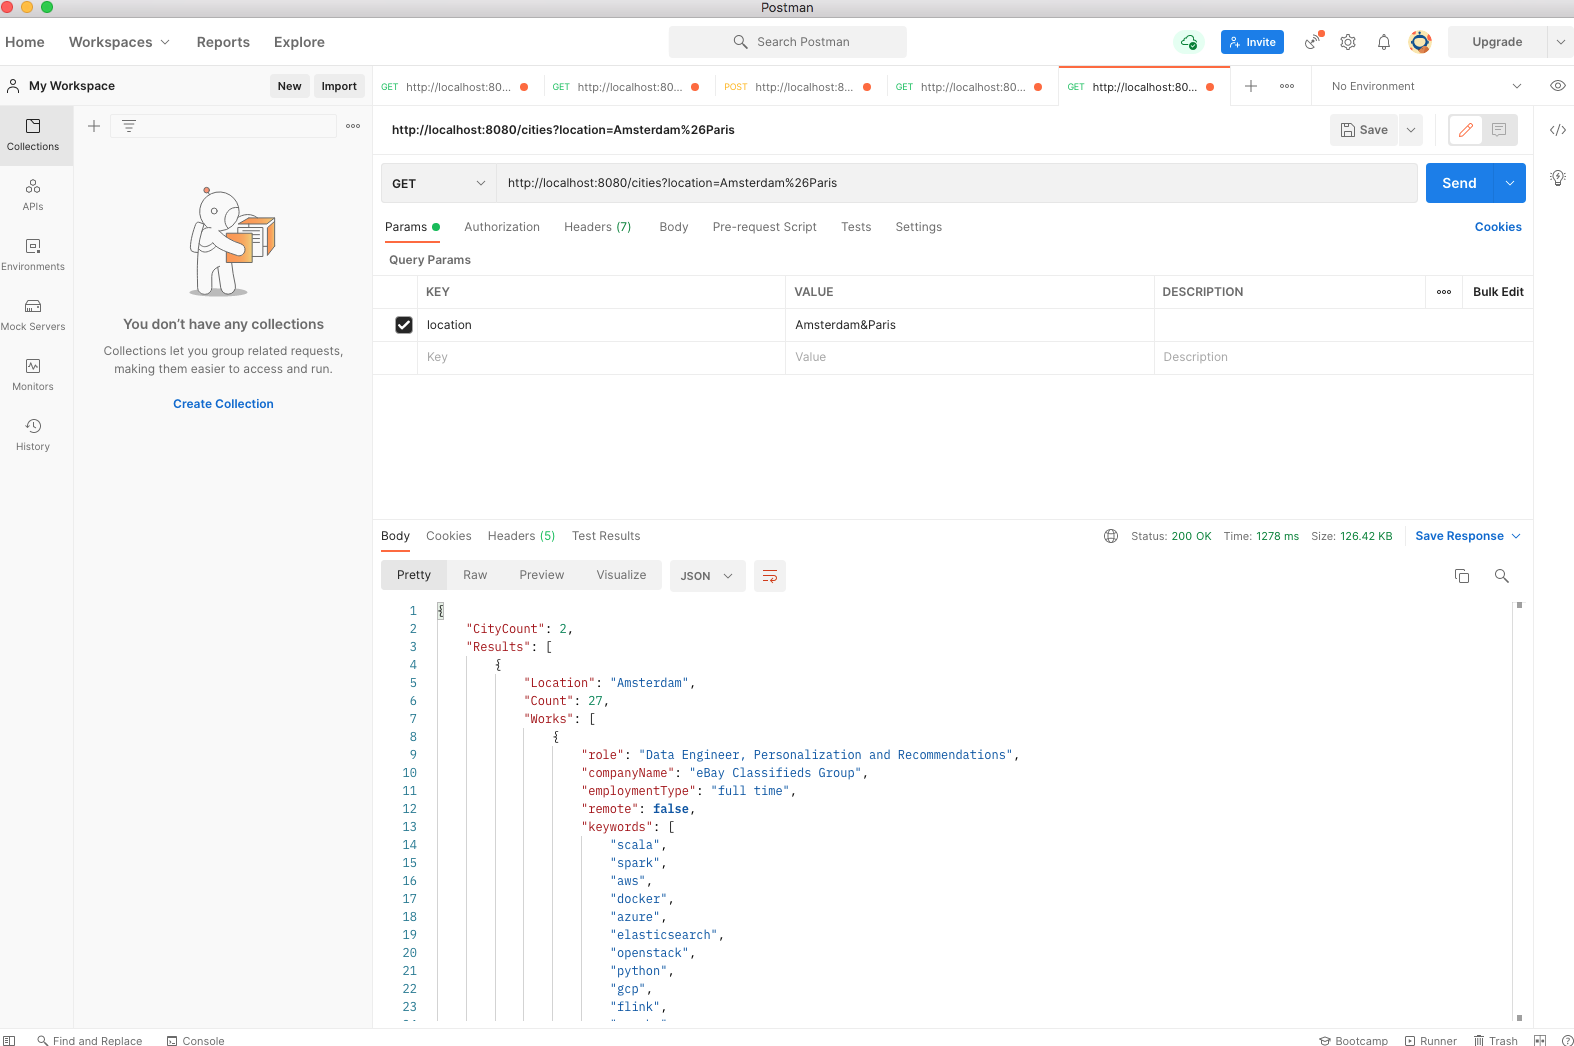 Postman
Home Workspaces Reports Explore Search Postman Invite Upgrade
My Workspace New Import GET http://localhost:80... GET http://localhost:80... POST http://localhost:8... GET http://localhost:80... GET http://localhost:80... No Environment
Collections
APIs
Environments
Mock Servers
Monitors
History
You don’t have any collections
Collections let you group related requests,
making them easier to access and run.
Create Collection
http://localhost:8080/cities?location=Amsterdam%26Paris Save
GET http://localhost:8080/cities?location=Amsterdam%26Paris Send
Params Authorization Headers (7) Body Pre-request Script Tests Settings Cookies
Query Params
KEY VALUE DESCRIPTION Bulk Edit
location Amsterdam&Paris
Key Value Description
Body Cookies Headers (5) Test Results Status: 200 OK Time: 1278 ms Size: 126.42 KB Save Response
Pretty Raw Preview Visualize JSON
1 {
2 "CityCount": 2,
3 "Results": [
4 {
5 "Location": "Amsterdam",
6 "Count": 27,
7 "Works": [
8 {
9 "role": "Data Engineer, Personalization and Recommendations",
10 "companyName": "eBay Classifieds Group",
11 "employmentType": "full time",
12 "remote": false,
13 "keywords": [
14 "scala",
15 "spark",
16 "aws",
17 "docker",
18 "azure",
19 "elasticsearch",
20 "openstack",
21 "python",
22 "gcp",
23 "flink",
Find and Replace Console Bootcamp Runner Trash